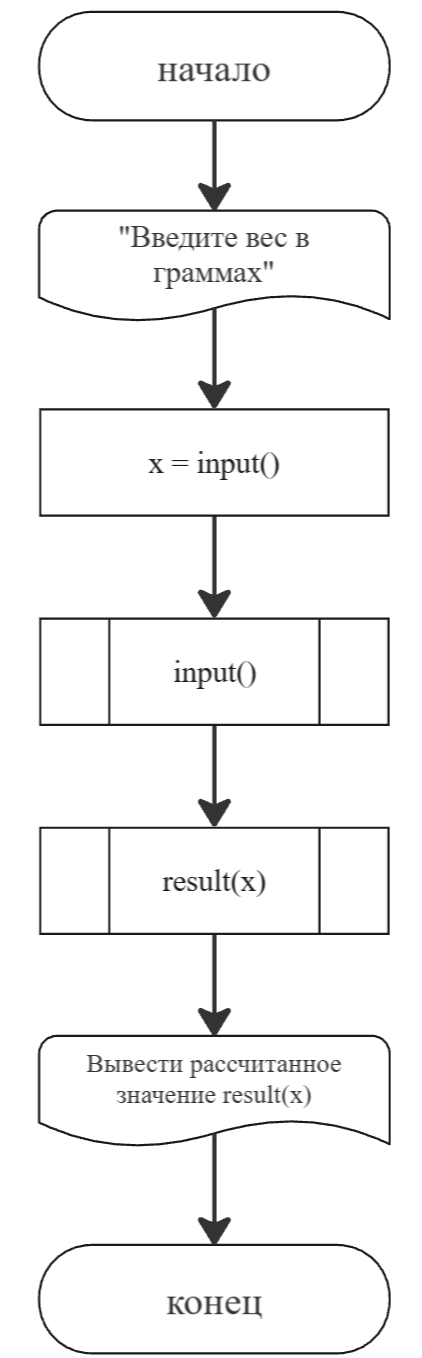 начало
"Введите вес в
граммах"
x = input()
input()
result(x)
Вывести рассчитанное
значение result(x)
конец